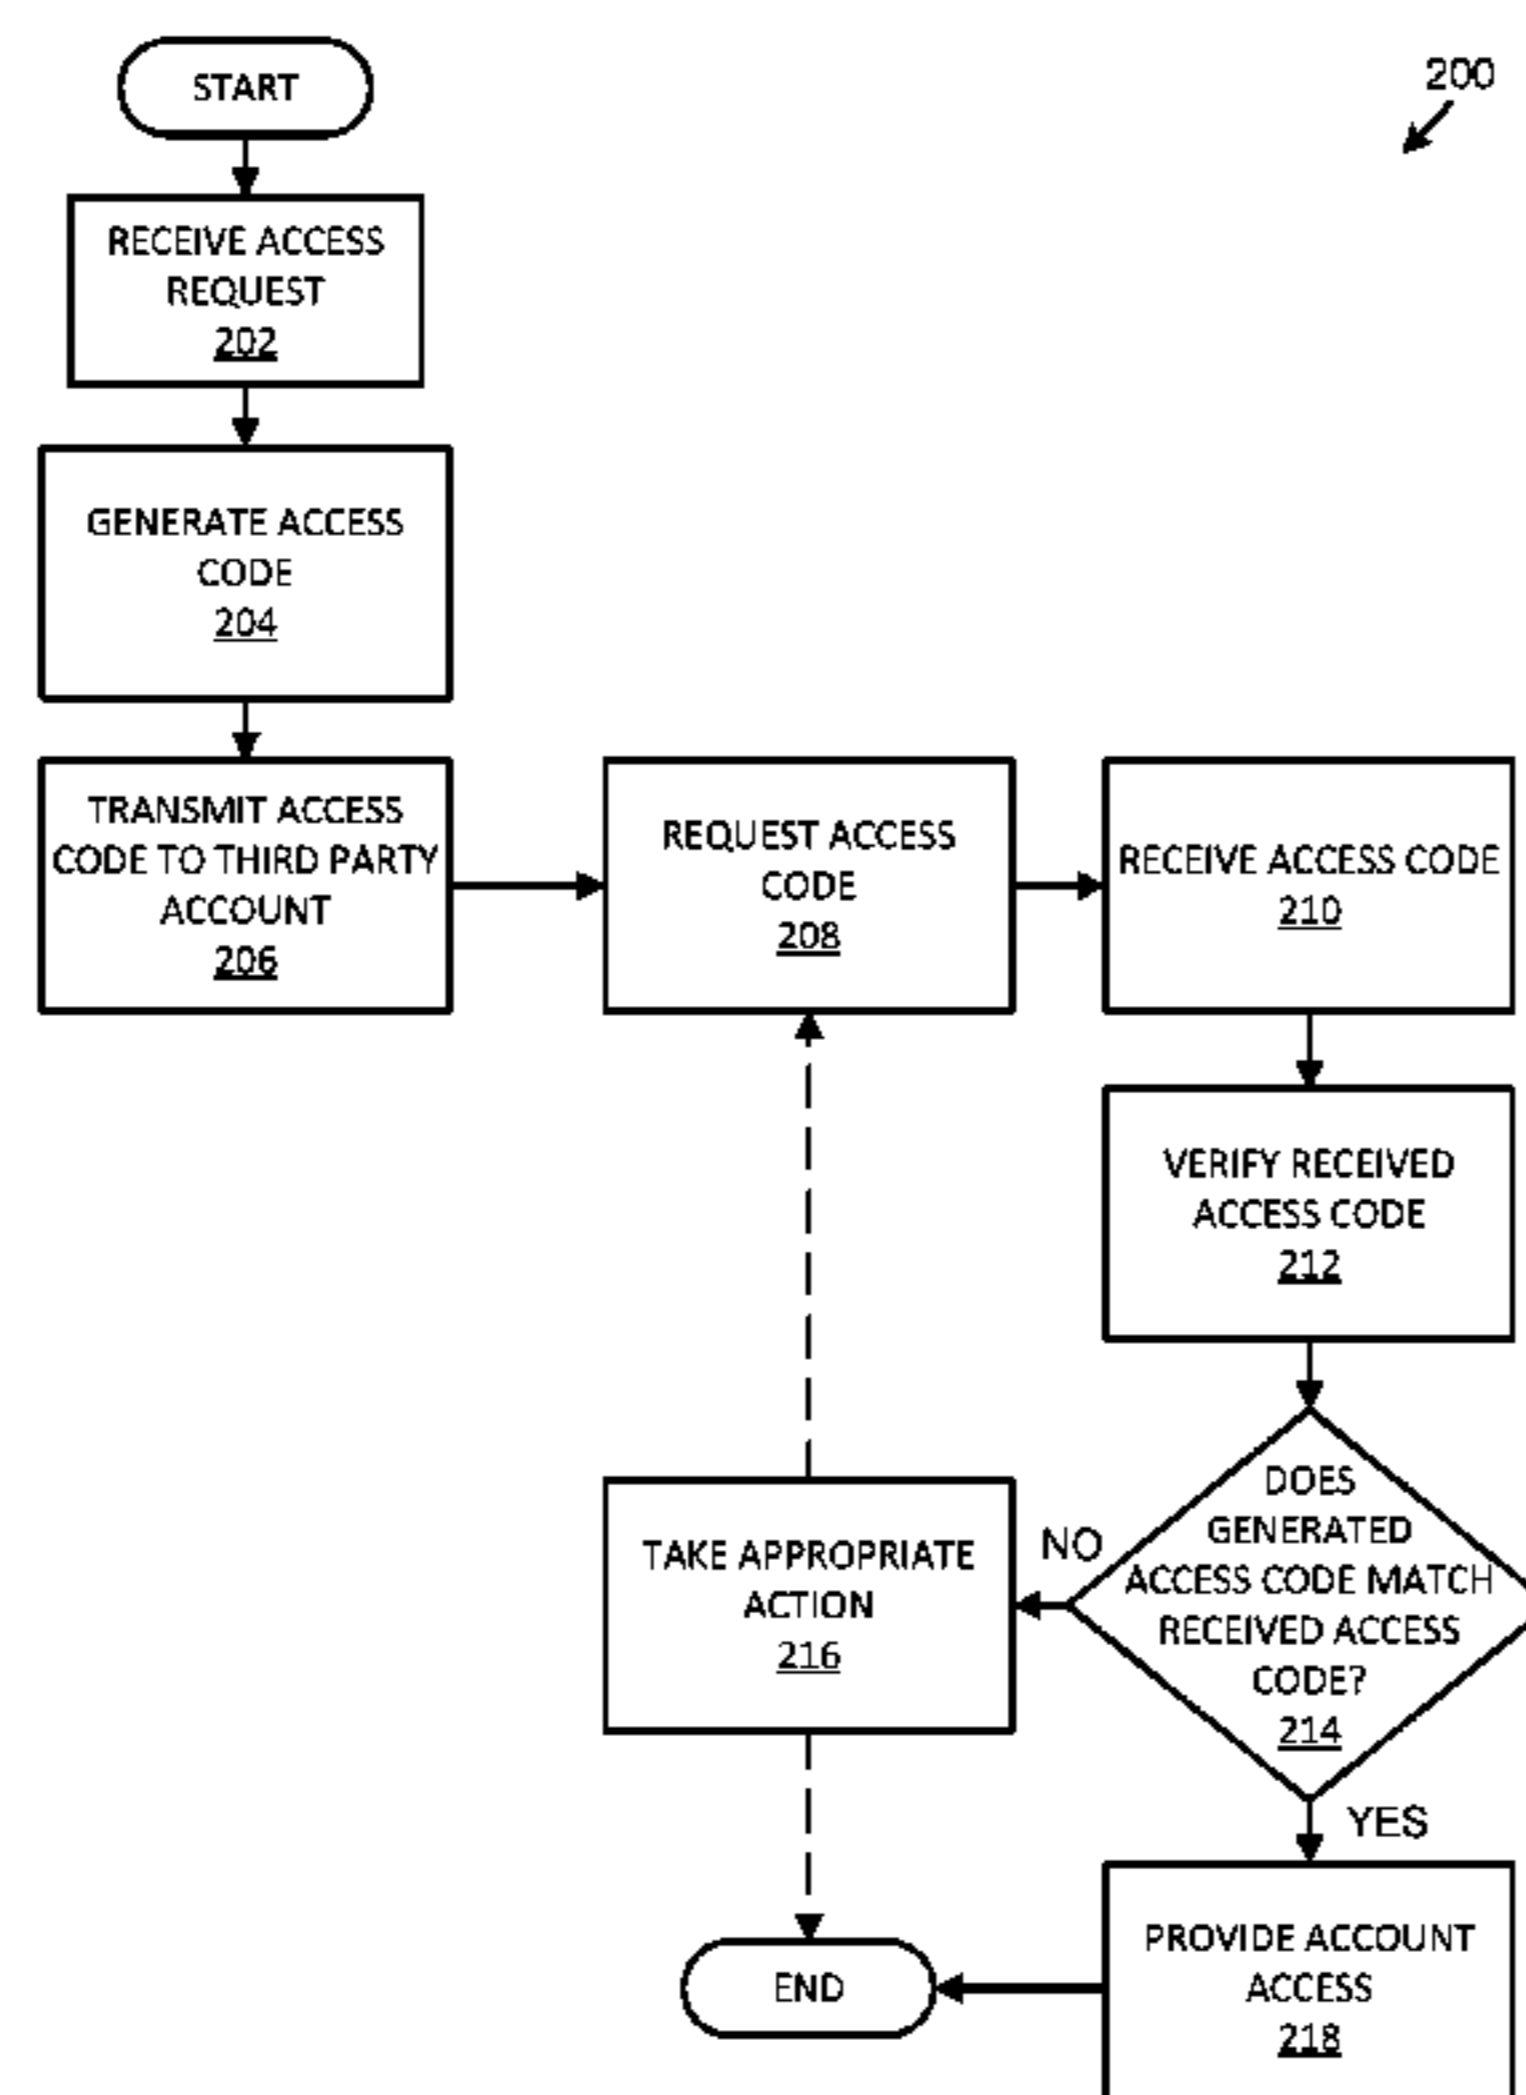 START
200
RECEIVE ACCESS
REQUEST
202
GENERATE ACCESS
CODE
204
TRANSMIT ACCESS
CODE TO THIRD PARTY
ACCOUNT
206
REQUEST ACCESS
CODE
208
RECEIVE ACCESS CODE
210
VERIFY RECEIVED
ACCESS CODE
212
DOES
GENERATED
ACCESS CODE MATCH
RECEIVED ACCESS
CODE?
214
NO
TAKE APPROPRIATE
ACTION
216
YES
PROVIDE ACCOUNT
ACCESS
218
END